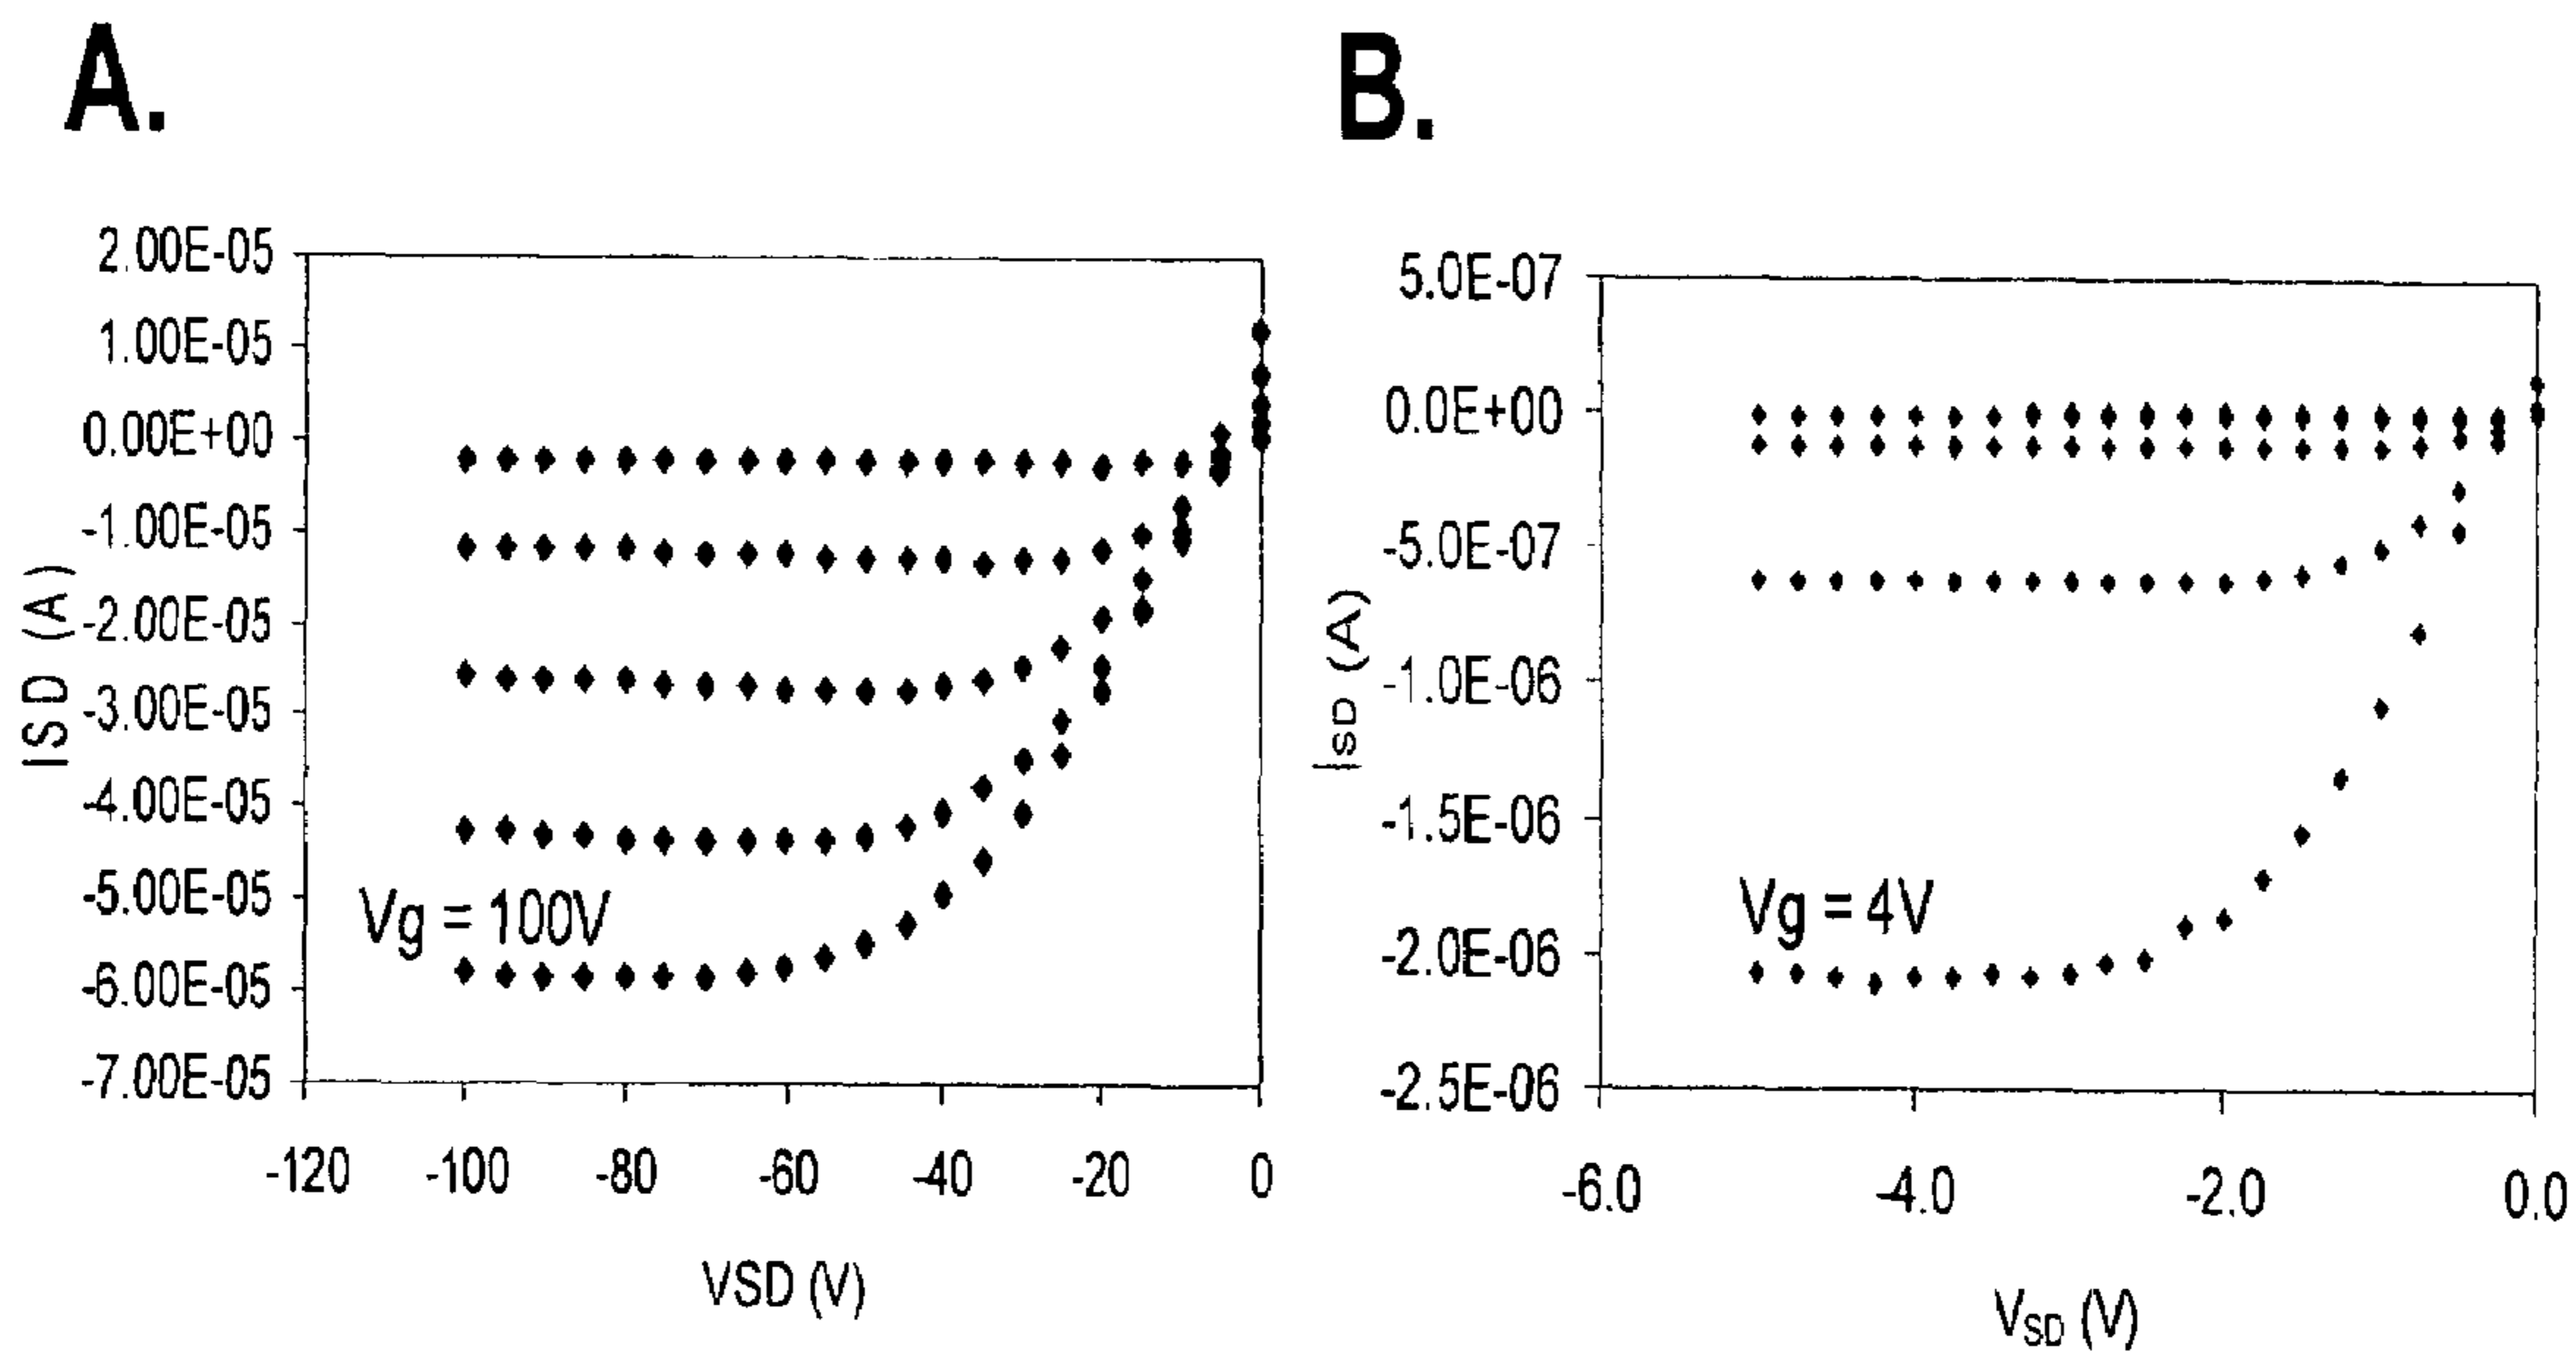 A.
B.
2.00E-05
1.00E-05
0.00E+00
-1.00E-05
-2.00E-05
-3.00E-05
-4.00E-05
-5.00E-05
-6.00E-05
-7.00E-05
ISD (A)
Vg = 100V
-120 -100 -80 -60 -40 -20 0
VSD (V)
5.0E-07
0.0E+00
-5.0E-07
-1.0E-06
-1.5E-06
-2.0E-06
-2.5E-06
ISD (A)
Vg = 4V
-6.0 -4.0 -2.0 0.0
VSD (V)